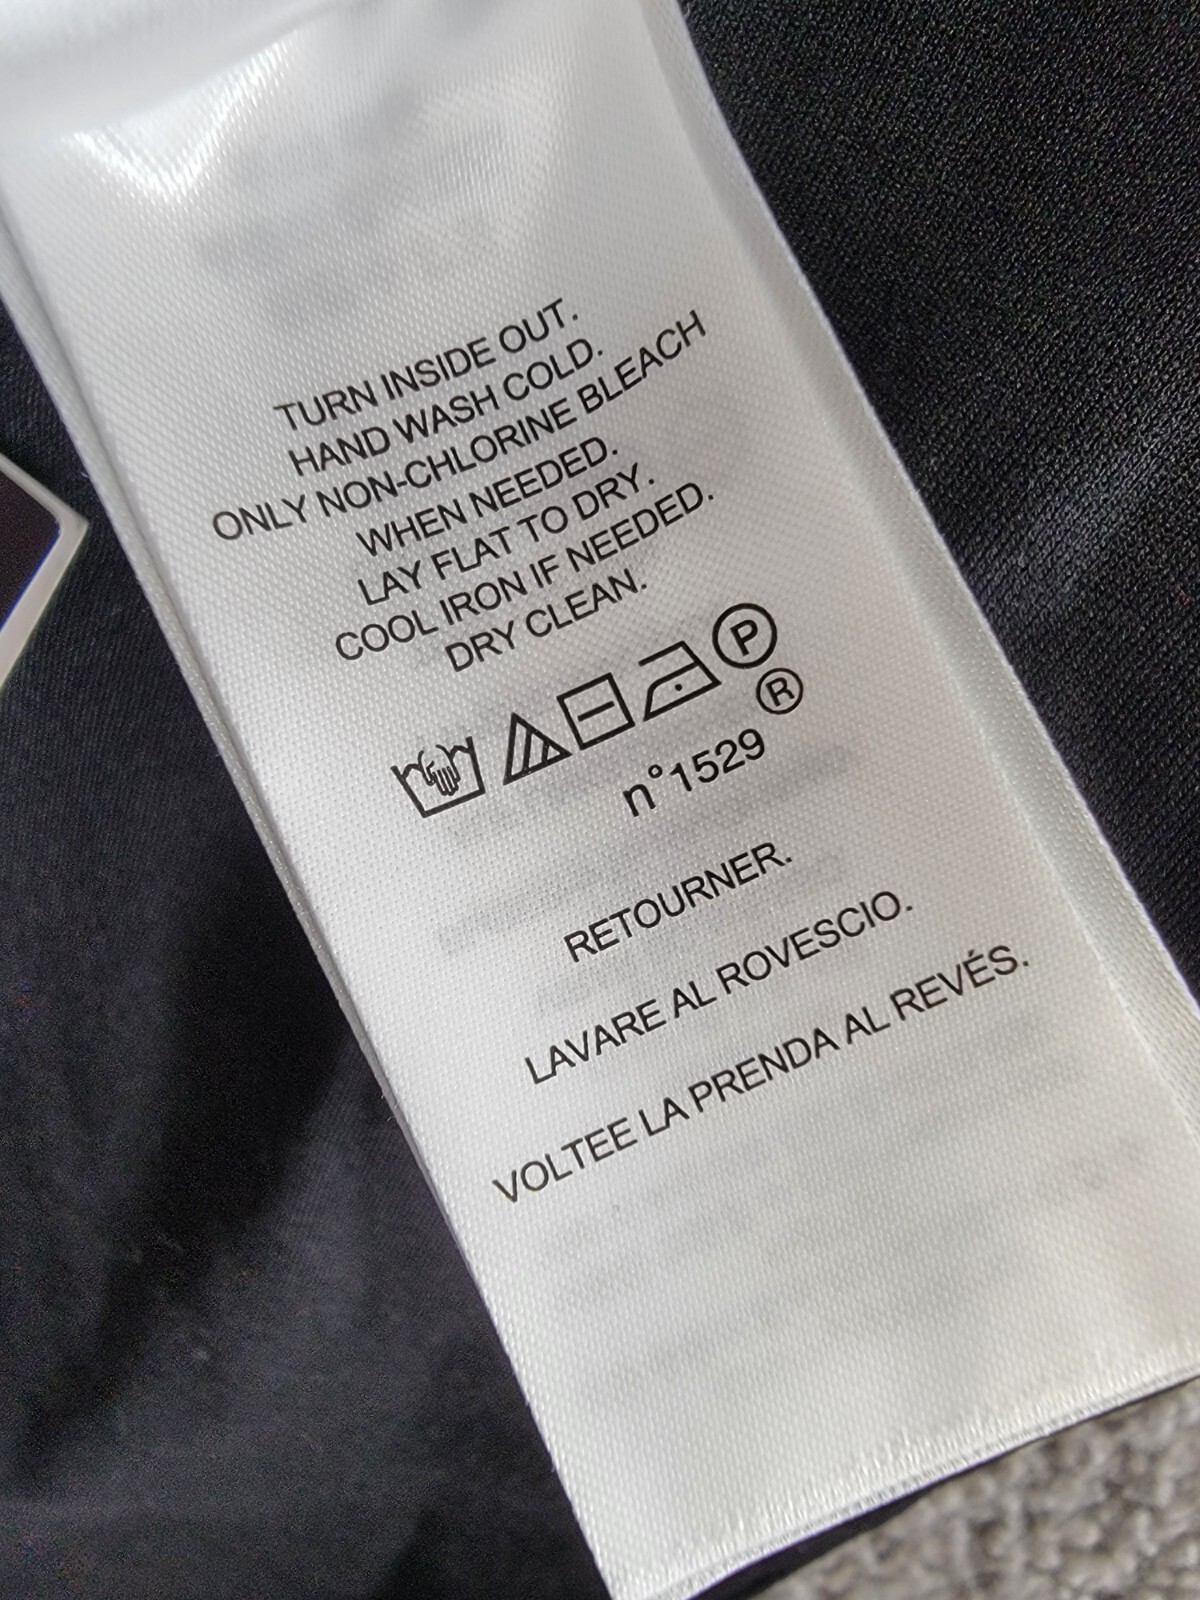 TURN INSIDE OUT.
HAND WASH COLD.
ONLY NON-CHLORINE BLEACH
WHEN NEEDED.
LAY FLAT TO DRY.
COOL IRON IF NEEDED.
DRY CLEAN.
P
R
n°1529
RETOURNER.
LAVARE AL ROVESCIO.
VOLTEE LA PRENDA AL REVÉS.